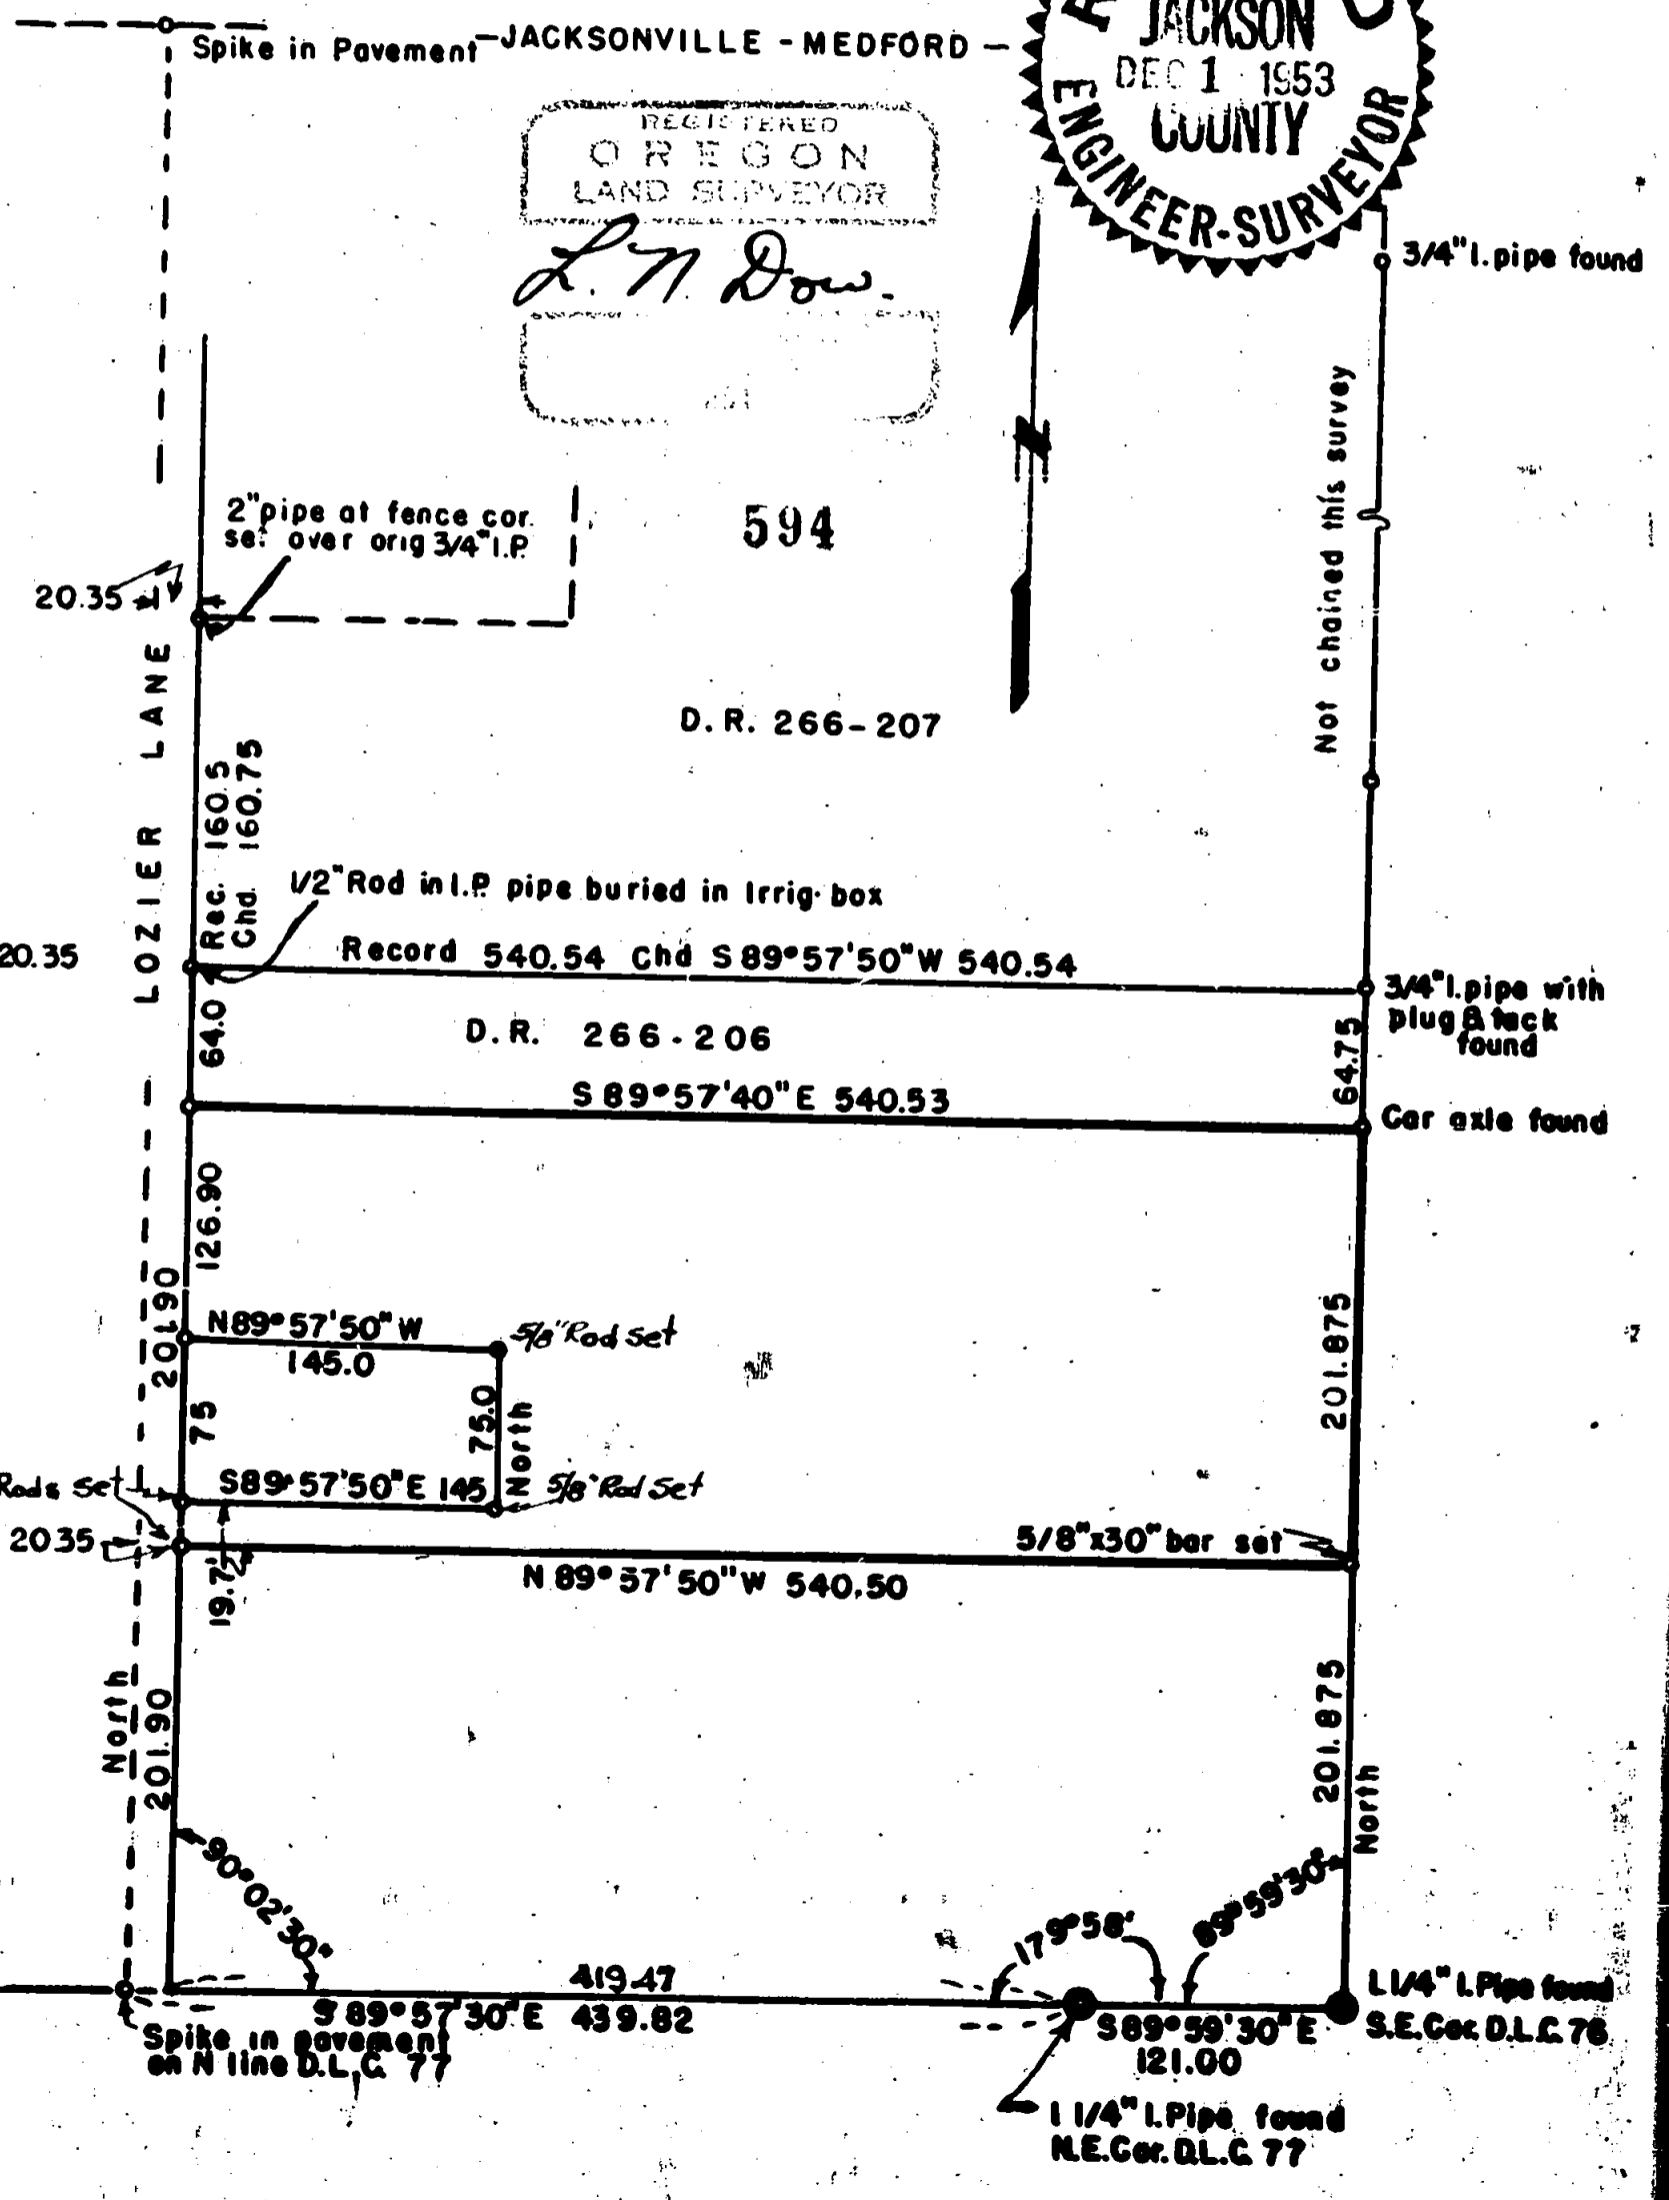 JACKSON
DEC 1 1953
COUNTY
ENGINEER-SURVEYOR
Spike in Pavement
-JACKSONVILLE - MEDFORD -
REGISTERED
OREGON
LAND SURVEYOR
L. N. Dow.
3/4" I. pipe found
2" pipe at fence cor.
set over orig 3/4" I.P.
594
20.35
Not chained this survey
LOZIER LANE
D.R. 266-207
Rec. 160.5
Chd. 160.75
1/2" Rod in I.P. pipe buried in Irrig. box
20.35
Record 540.54 Chd S 89°57'50" W 540.54
3/4" I. pipe with
plug & tack
found
64.0
D.R. 266-206
64.75
S 89°57'40" E 540.53
Car axle found
126.90
201.90
N 89°57'50" W
145.0
5/8" Rod set
201.875
75
75.0
North
Rods set
S 89°57'50" E 145
5/8" Rod Set
20.35
5/8"x30" bar set
19.7'
N 89°57'50" W 540.50
North
201.90
201.875
North
90°02'30"
179°58'
89°59'30"
419.47
S 89°57'30" E 439.82
Spike in pavement
on N line D.L.C. 77
S 89°59'30" E
121.00
1 1/4" I. Pipe found
S.E. Cor. D.L.C. 76
1 1/4" I. Pipe found
N.E. Cor. D.L.C. 77